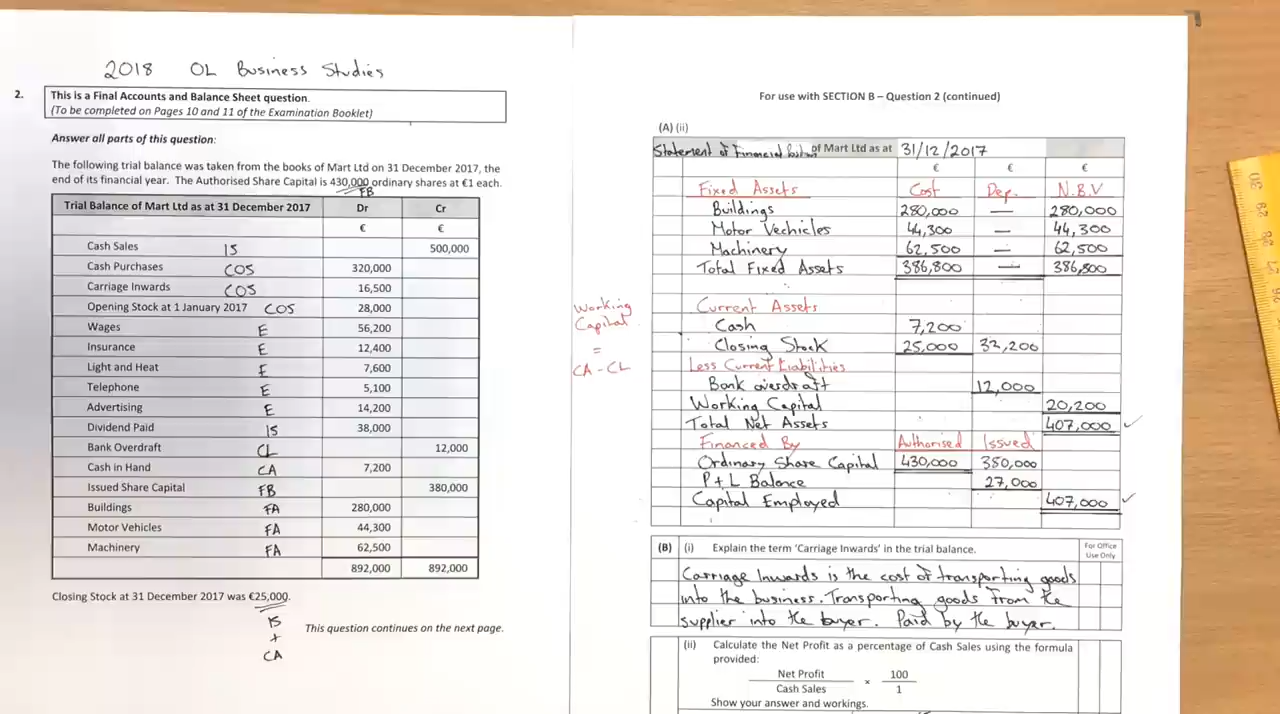 2018 OL Business Studies
2. This is a Final Accounts and Balance Sheet question.
(To be completed on Pages 10 and 11 of the Examination Booklet)
Answer all parts of this question:
The following trial balance was taken from the books of Mart Ltd on 31 December 2017, the
end of its financial year. The Authorised Share Capital is 430,000 ordinary shares at €1 each.
FB
Trial Balance of Mart Ltd as at 31 December 2017 Dr Cr
€ €
Cash Sales IS 500,000
Cash Purchases COS 320,000
Carriage Inwards COS 16,500
Opening Stock at 1 January 2017 COS 28,000
Wages E 56,200
Insurance E 12,400
Light and Heat E 7,600
Telephone E 5,100
Advertising E 14,200
Dividend Paid IS 38,000
Bank Overdraft CL 12,000
Cash in Hand CA 7,200
Issued Share Capital FB 380,000
Buildings FA 280,000
Motor Vehicles FA 44,300
Machinery FA 62,500
892,000 892,000
Closing Stock at 31 December 2017 was €25,000.
IS
+
CA
This question continues on the next page.
For use with SECTION B – Question 2 (continued)
(A) (ii)
Statement of Financial of Mart Ltd as at 31/12/2017
€ € €
Fixed Assets Cost Dep. N.B.V
Buildings 280,000 — 280,000
Motor Vechicles 44,300 — 44,300
Machinery 62,500 — 62,500
Total Fixed Assets 386,800 — 386,800
Current Assets
Cash 7,200
Closing Stock 25,000 32,200
Less Current Liabilities
Bank overdraft 12,000
Working Capital 20,200
Total Net Assets 407,000 ✓
Financed By Authorised Issued
Ordinary Share Capital 430,000 380,000
P + L Balance 27,000
Capital Employed 407,000 ✓
Working
Capital
=
CA - CL
(B) (i) Explain the term 'Carriage Inwards' in the trial balance.
For Office
Use Only
Carriage Inwards is the cost of transporting goods
into the business. Transporting goods from the
supplier into the buyer. Paid by the buyer.
(ii) Calculate the Net Profit as a percentage of Cash Sales using the formula
provided:
Net Profit × 100
Cash Sales 1
Show your answer and workings.